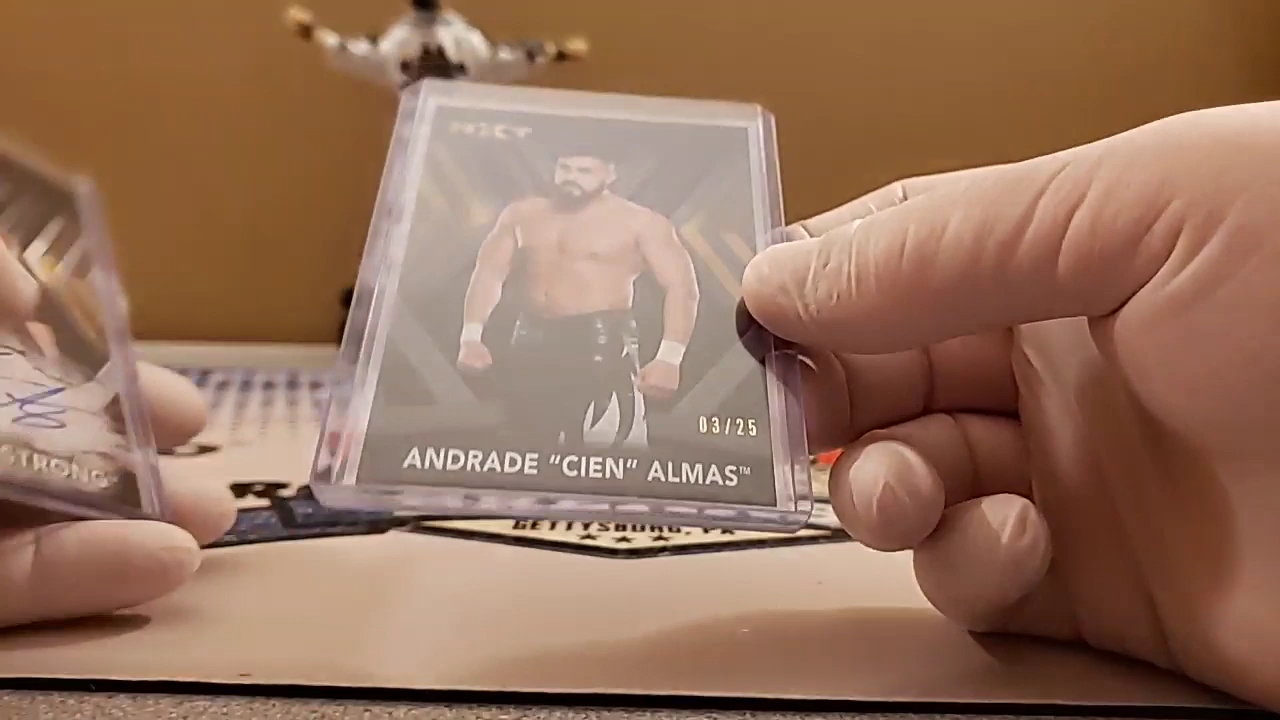 NXT
03/25
ANDRADE "CIEN" ALMAS™
STRONG
GETTYSBURG, PA